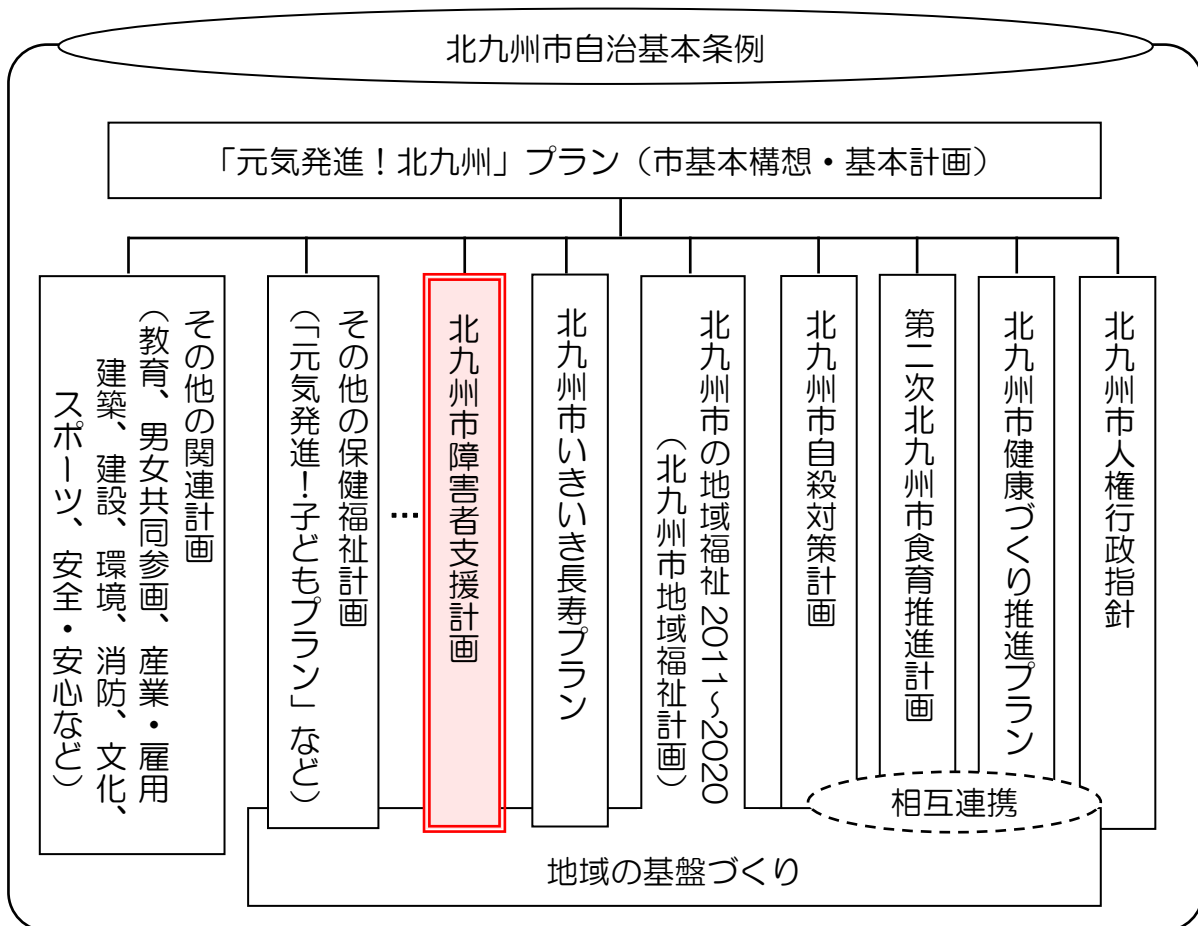 北九州市自治基本条例
「元気発進！北九州」プラン（市基本構想・基本計画）
北九州市人権行政指針
北九州市健康づくり推進プラン
第二次北九州市食育推進計画
北九州市自殺対策計画
北九州市の地域福祉 2011～2020
（北九州市地域福祉計画）
北九州市いきいき長寿プラン
北九州市障害者支援計画
…
その他の保健福祉計画
（「元気発進！子どもプラン」など）
その他の関連計画
（教育、男女共同参画、産業・雇用
建築、建設、環境、消防、文化、
スポーツ、安全・安心など）
相互連携
地域の基盤づくり